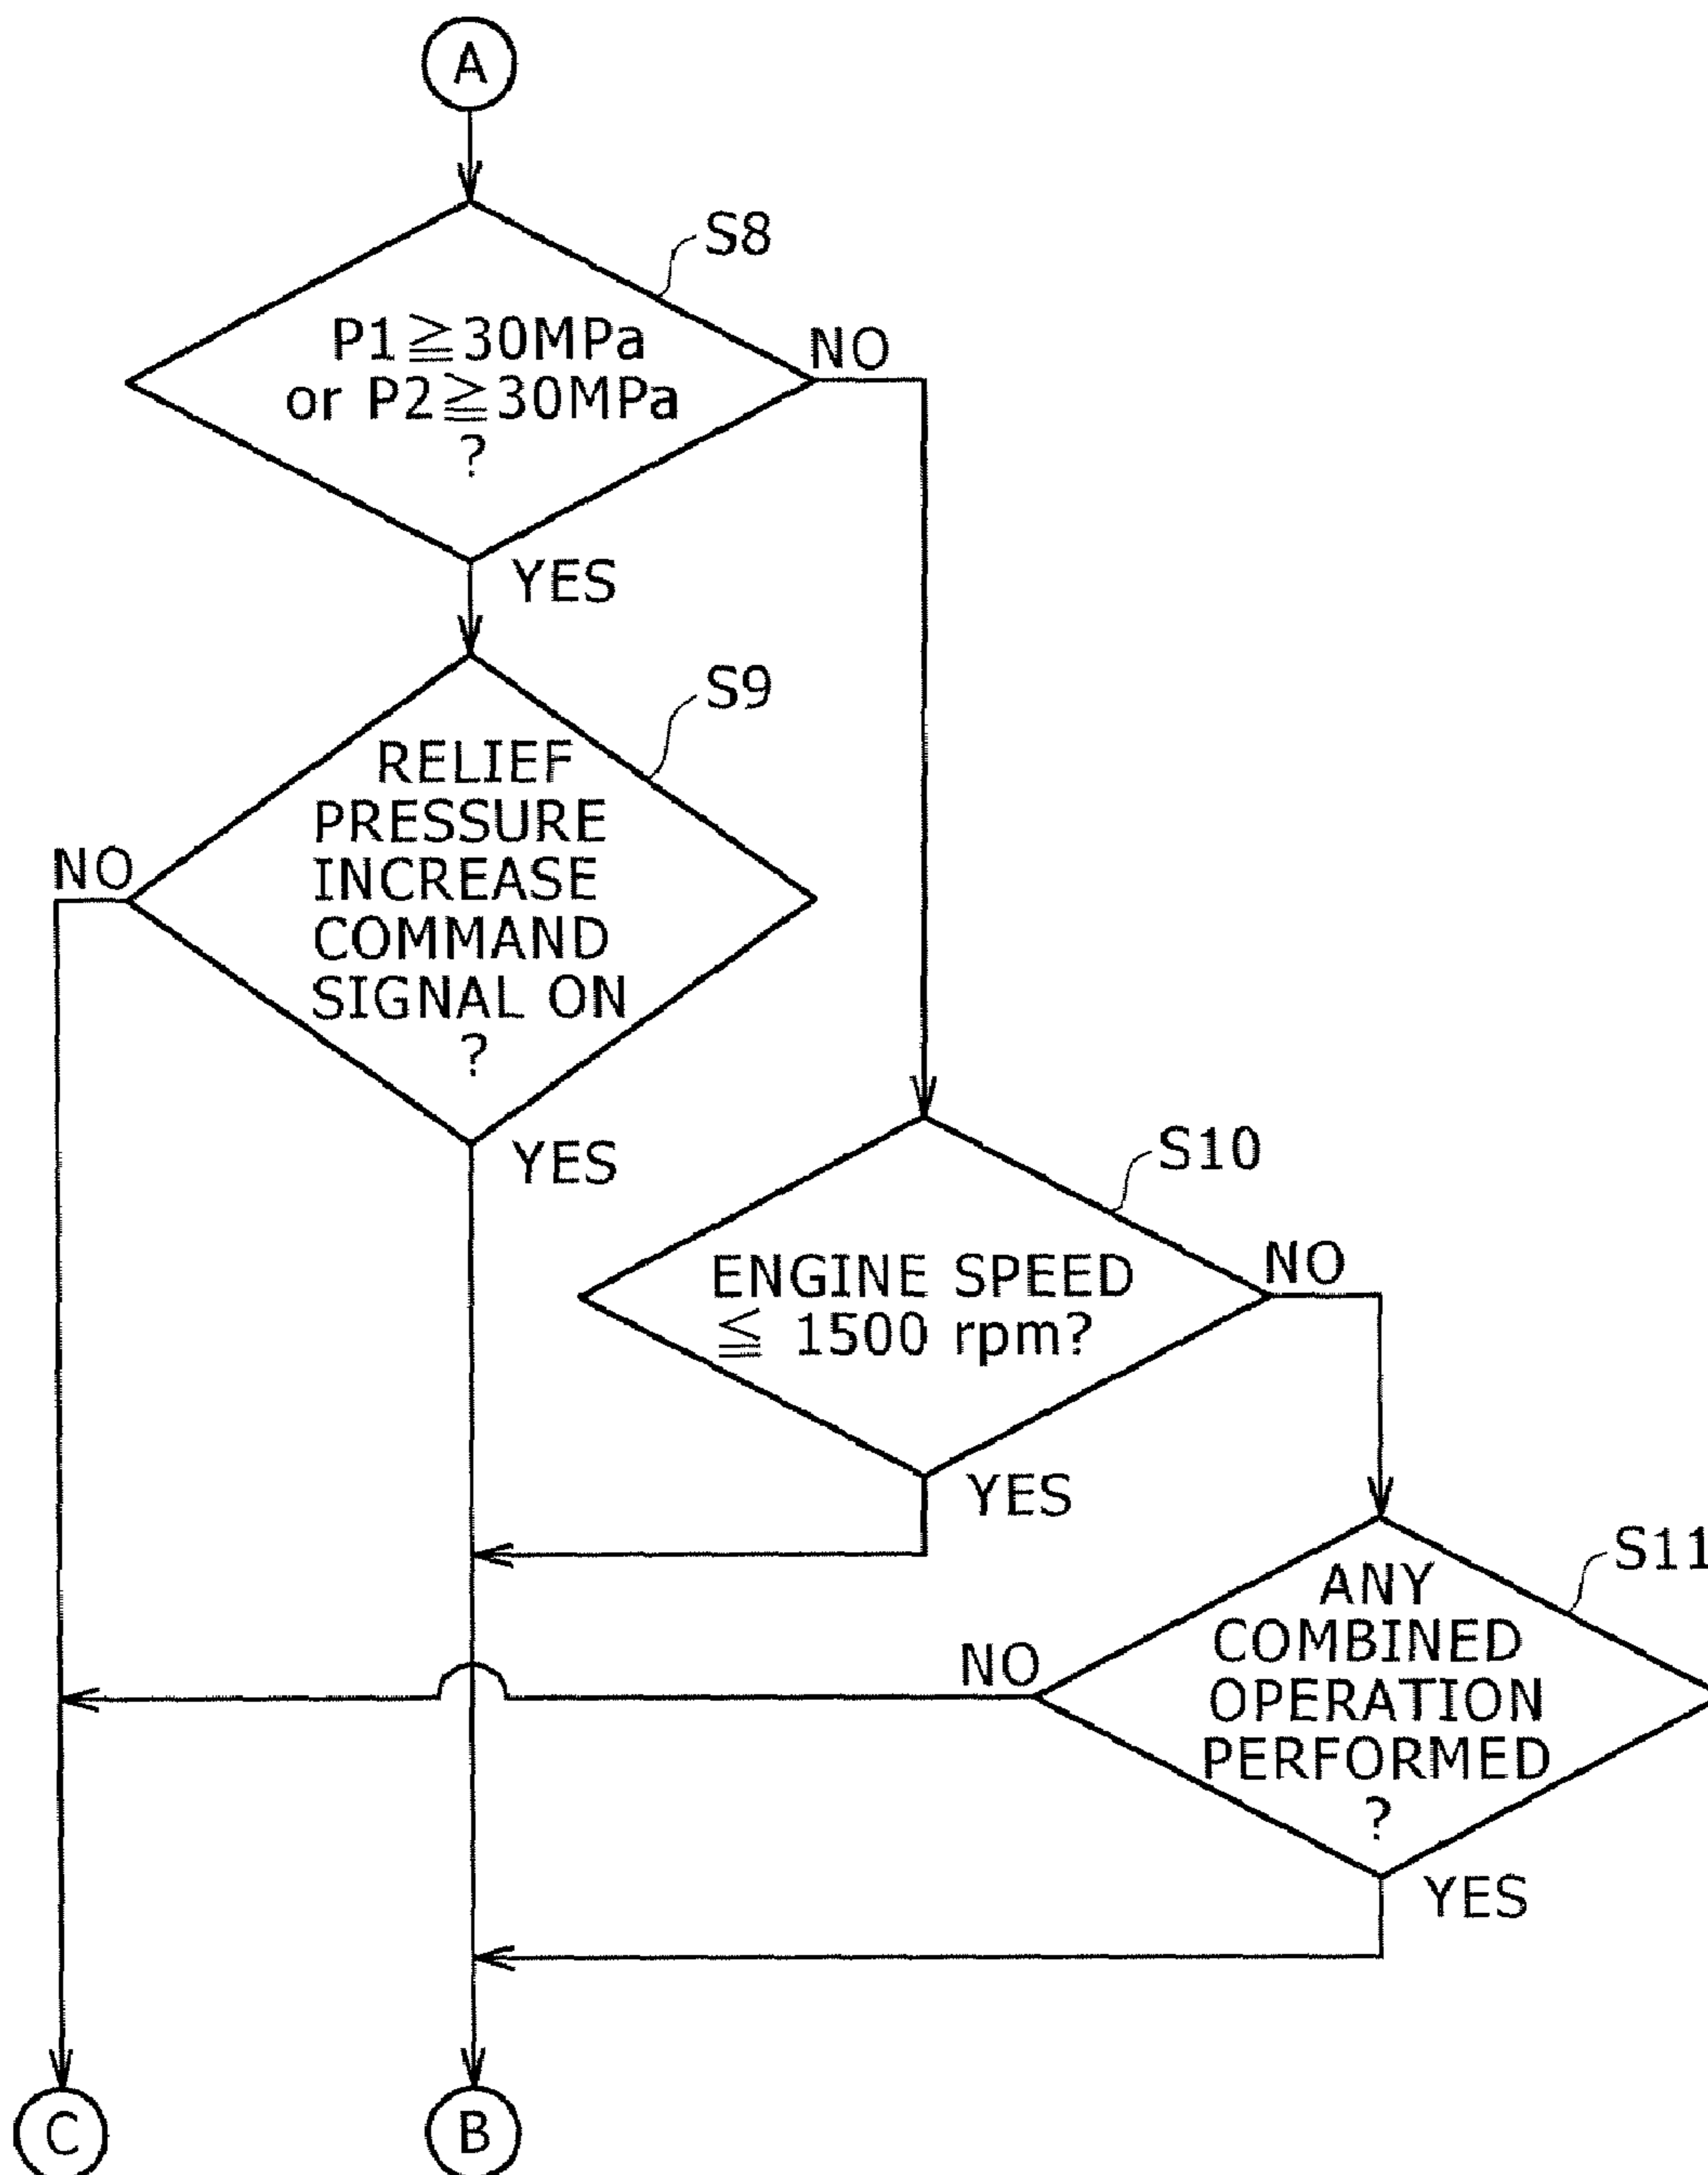 A
S8
P1≧30MPa
or P2≧30MPa
?
NO
YES
S9
RELIEF
PRESSURE
INCREASE
COMMAND
SIGNAL ON
?
NO
YES
S10
ENGINE SPEED
≦ 1500 rpm?
NO
YES
S11
ANY
COMBINED
OPERATION
PERFORMED
?
NO
YES
C
B